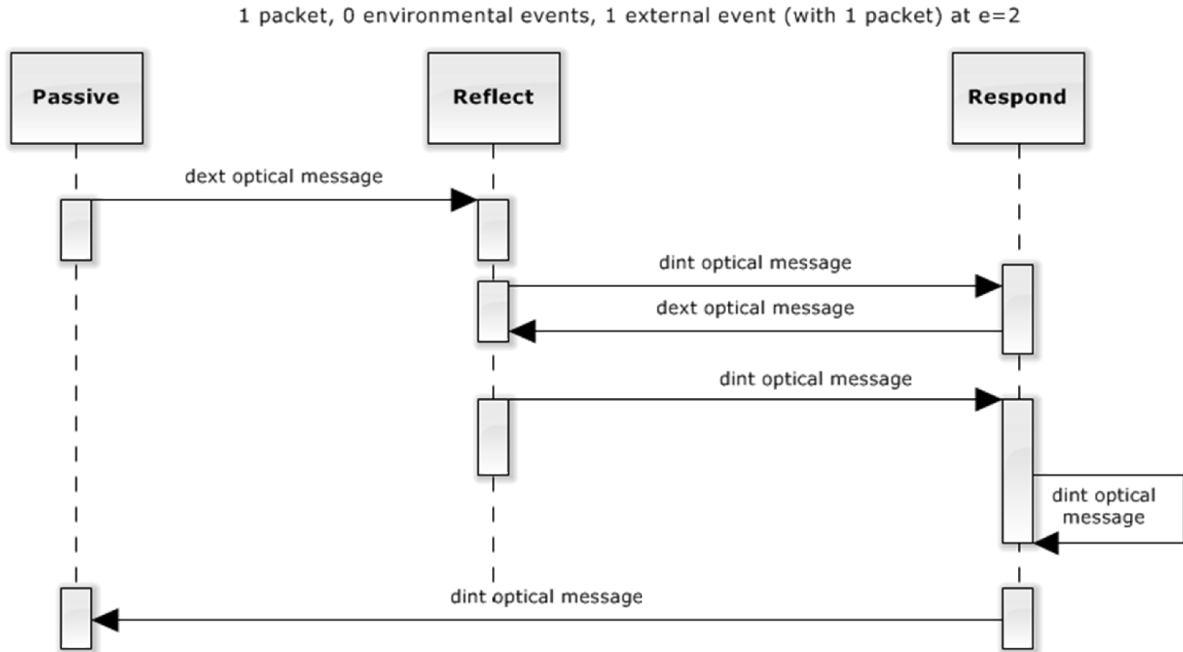 1 packet, 0 environmental events, 1 external event (with 1 packet) at e=2
Passive
Reflect
Respond
dext optical message
dint optical message
dext optical message
dint optical message
dint optical
message
dint optical message